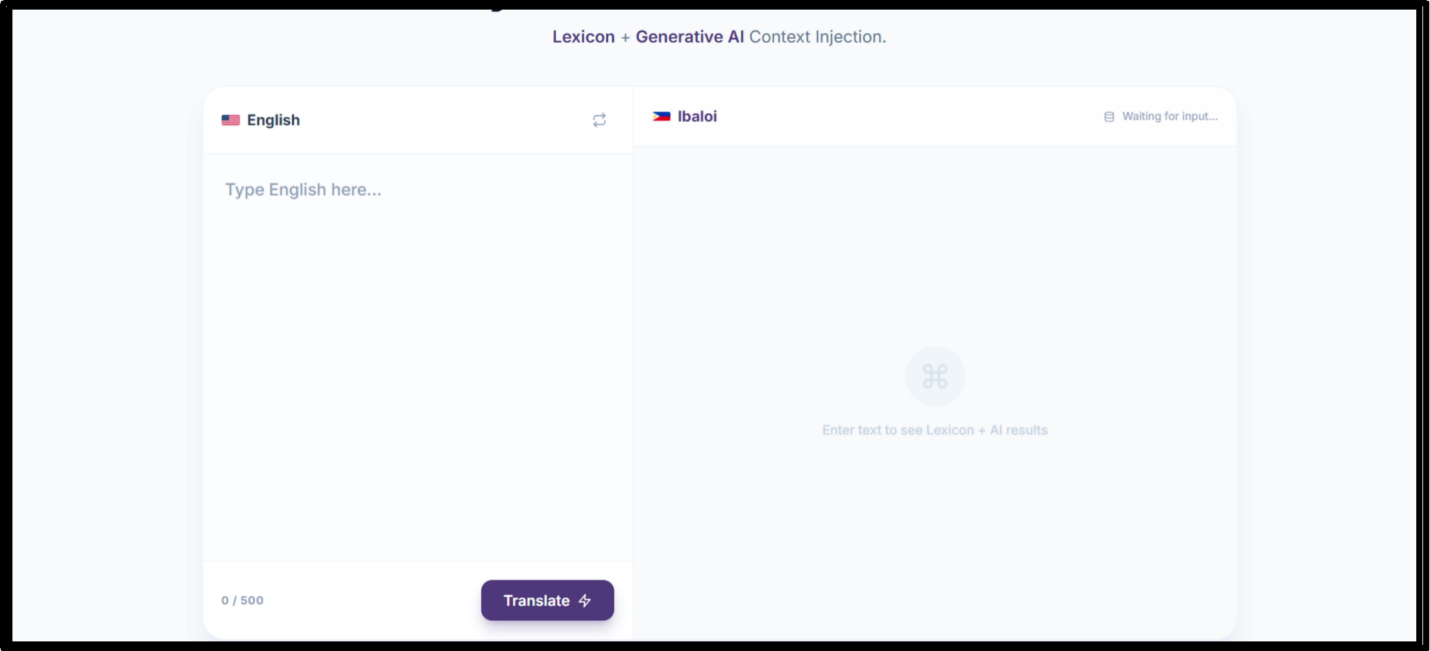 Lexicon + Generative AI Context Injection.
English
Type English here...
0 / 500
Translate
Ibaloi
Waiting for input...
Enter text to see Lexicon + AI results